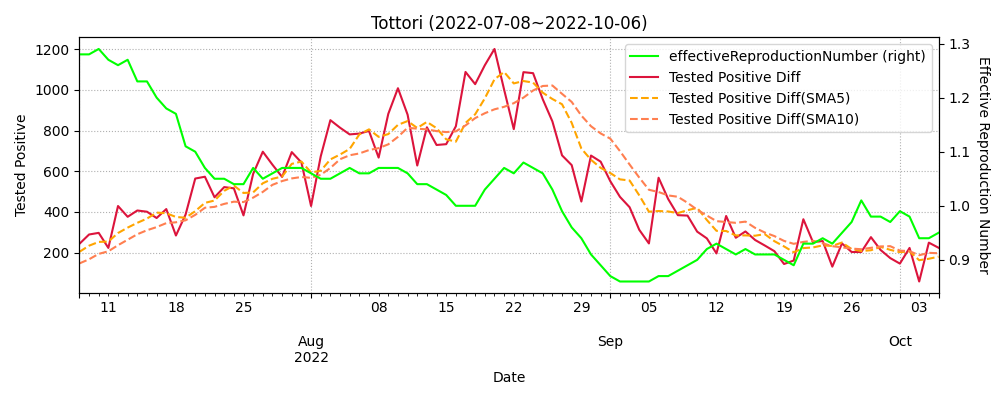 Tottori (2022-07-08~2022-10-06)
effectiveReproductionNumber (right)
Tested Positive Diff
Tested Positive Diff(SMA5)
Tested Positive Diff(SMA10)
Tested Positive
1200
1000
800
600
400
200
1.3
1.2
1.1
1.0
0.9
Effective Reproduction Number
11 18 25 08 15 22 29 05 12 19 26 03
Aug Sep Oct
2022
Date